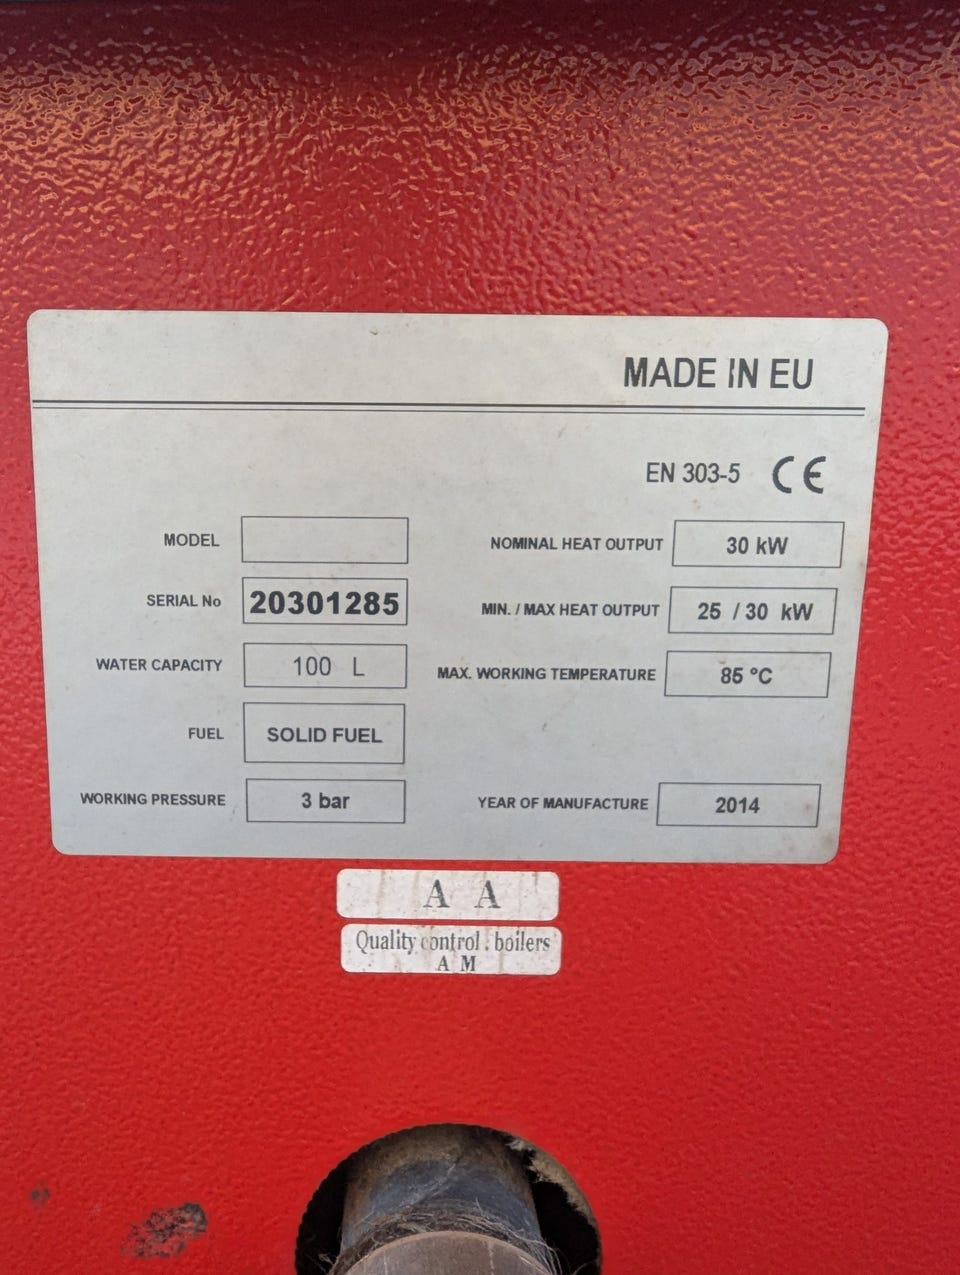 MADE IN EU
EN 303-5 CE
MODEL
NOMINAL HEAT OUTPUT 30 kW
SERIAL No 20301285
MIN. / MAX HEAT OUTPUT 25 / 30 kW
WATER CAPACITY 100 L
MAX. WORKING TEMPERATURE 85 °C
FUEL SOLID FUEL
WORKING PRESSURE 3 bar
YEAR OF MANUFACTURE 2014
A A
Quality control . boilers
A M